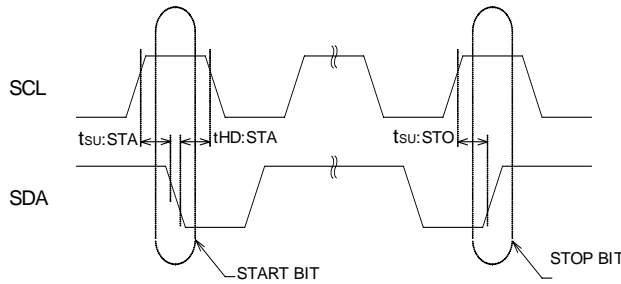 SCL
tSU:STA
tHD:STA
tSU:STO
SDA
START BIT
STOP BIT